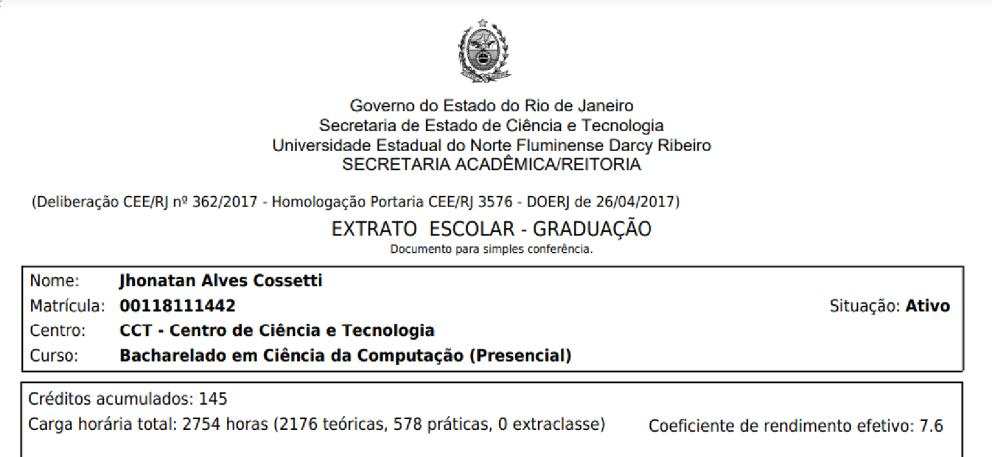 Governo do Estado do Rio de Janeiro
Secretaria de Estado de Ciência e Tecnologia
Universidade Estadual do Norte Fluminense Darcy Ribeiro
SECRETARIA ACADÊMICA/REITORIA
(Deliberação CEE/RJ nº 362/2017 - Homologação Portaria CEE/RJ 3576 - DOERJ de 26/04/2017)
EXTRATO ESCOLAR - GRADUAÇÃO
Documento para simples conferência.
Nome: Jhonatan Alves Cossetti
Matrícula: 00118111442 Situação: Ativo
Centro: CCT - Centro de Ciência e Tecnologia
Curso: Bacharelado em Ciência da Computação (Presencial)
Créditos acumulados: 145
Carga horária total: 2754 horas (2176 teóricas, 578 práticas, 0 extraclasse) Coeficiente de rendimento efetivo: 7.6